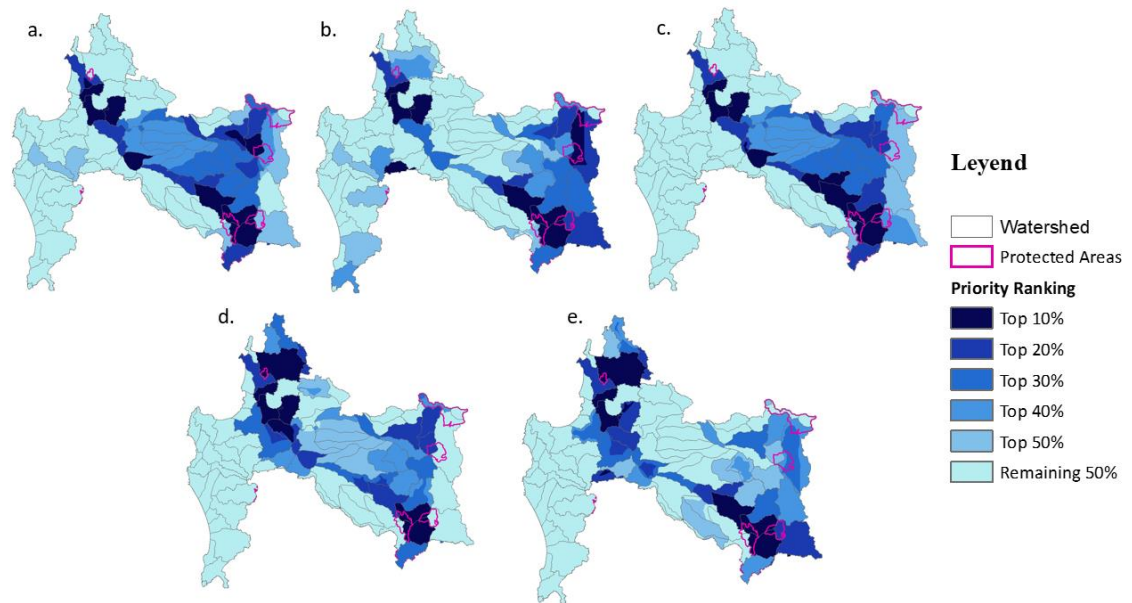 a.
b.
c.
d.
e.
Leyend
Watershed
Protected Areas
Priority Ranking
Top 10%
Top 20%
Top 30%
Top 40%
Top 50%
Remaining 50%